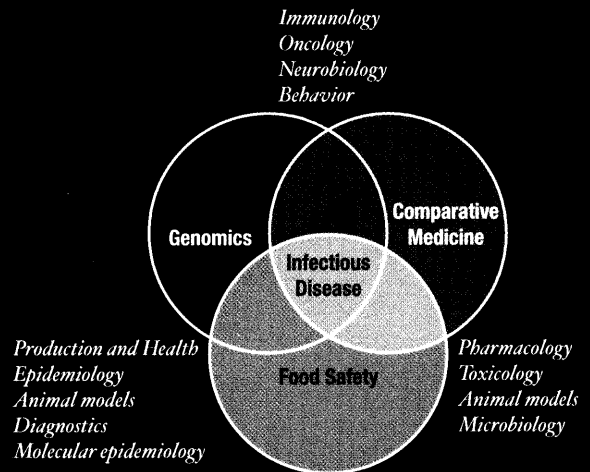 Immunology
Oncology
Neurobiology
Behavior
Genomics
Comparative
Medicine
Infectious
Disease
Food Safety
Production and Health
Epidemiology
Animal models
Diagnostics
Molecular epidemiology
Pharmacology
Toxicology
Animal models
Microbiology